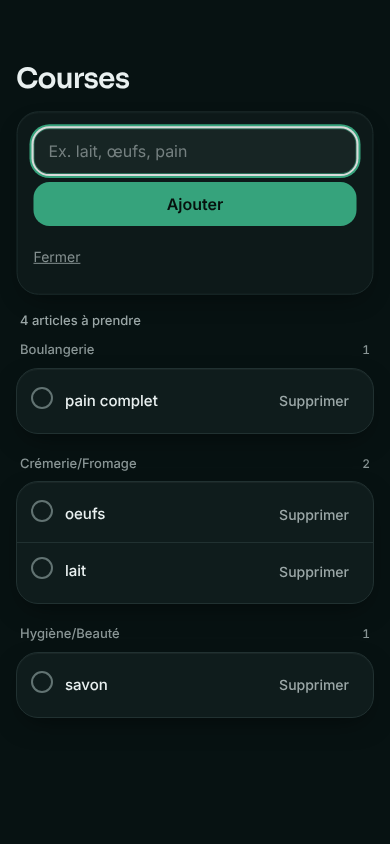 Courses
Ex. lait, œufs, pain
Ajouter
Fermer
4 articles à prendre
Boulangerie 1
pain complet Supprimer
Crémerie/Fromage 2
oeufs Supprimer
lait Supprimer
Hygiène/Beauté 1
savon Supprimer